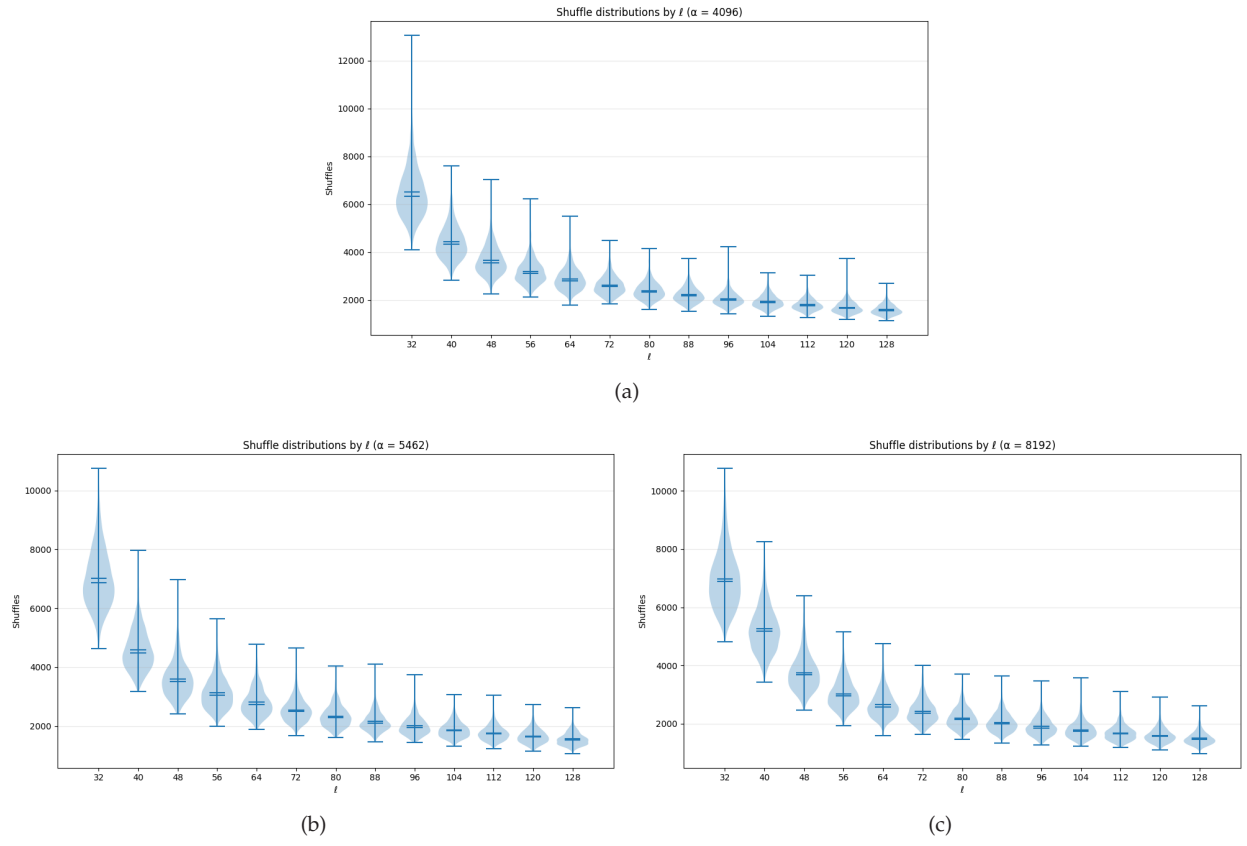 Shuffle distributions by ℓ (α = 4096)
12000
10000
8000
6000
4000
2000
Shuffles
32 40 48 56 64 72 80 88 96 104 112 120 128
ℓ
(a)
Shuffle distributions by ℓ (α = 5462)
10000
8000
6000
4000
2000
Shuffles
32 40 48 56 64 72 80 88 96 104 112 120 128
ℓ
(b)
Shuffle distributions by ℓ (α = 8192)
10000
8000
6000
4000
2000
Shuffles
32 40 48 56 64 72 80 88 96 104 112 120 128
ℓ
(c)